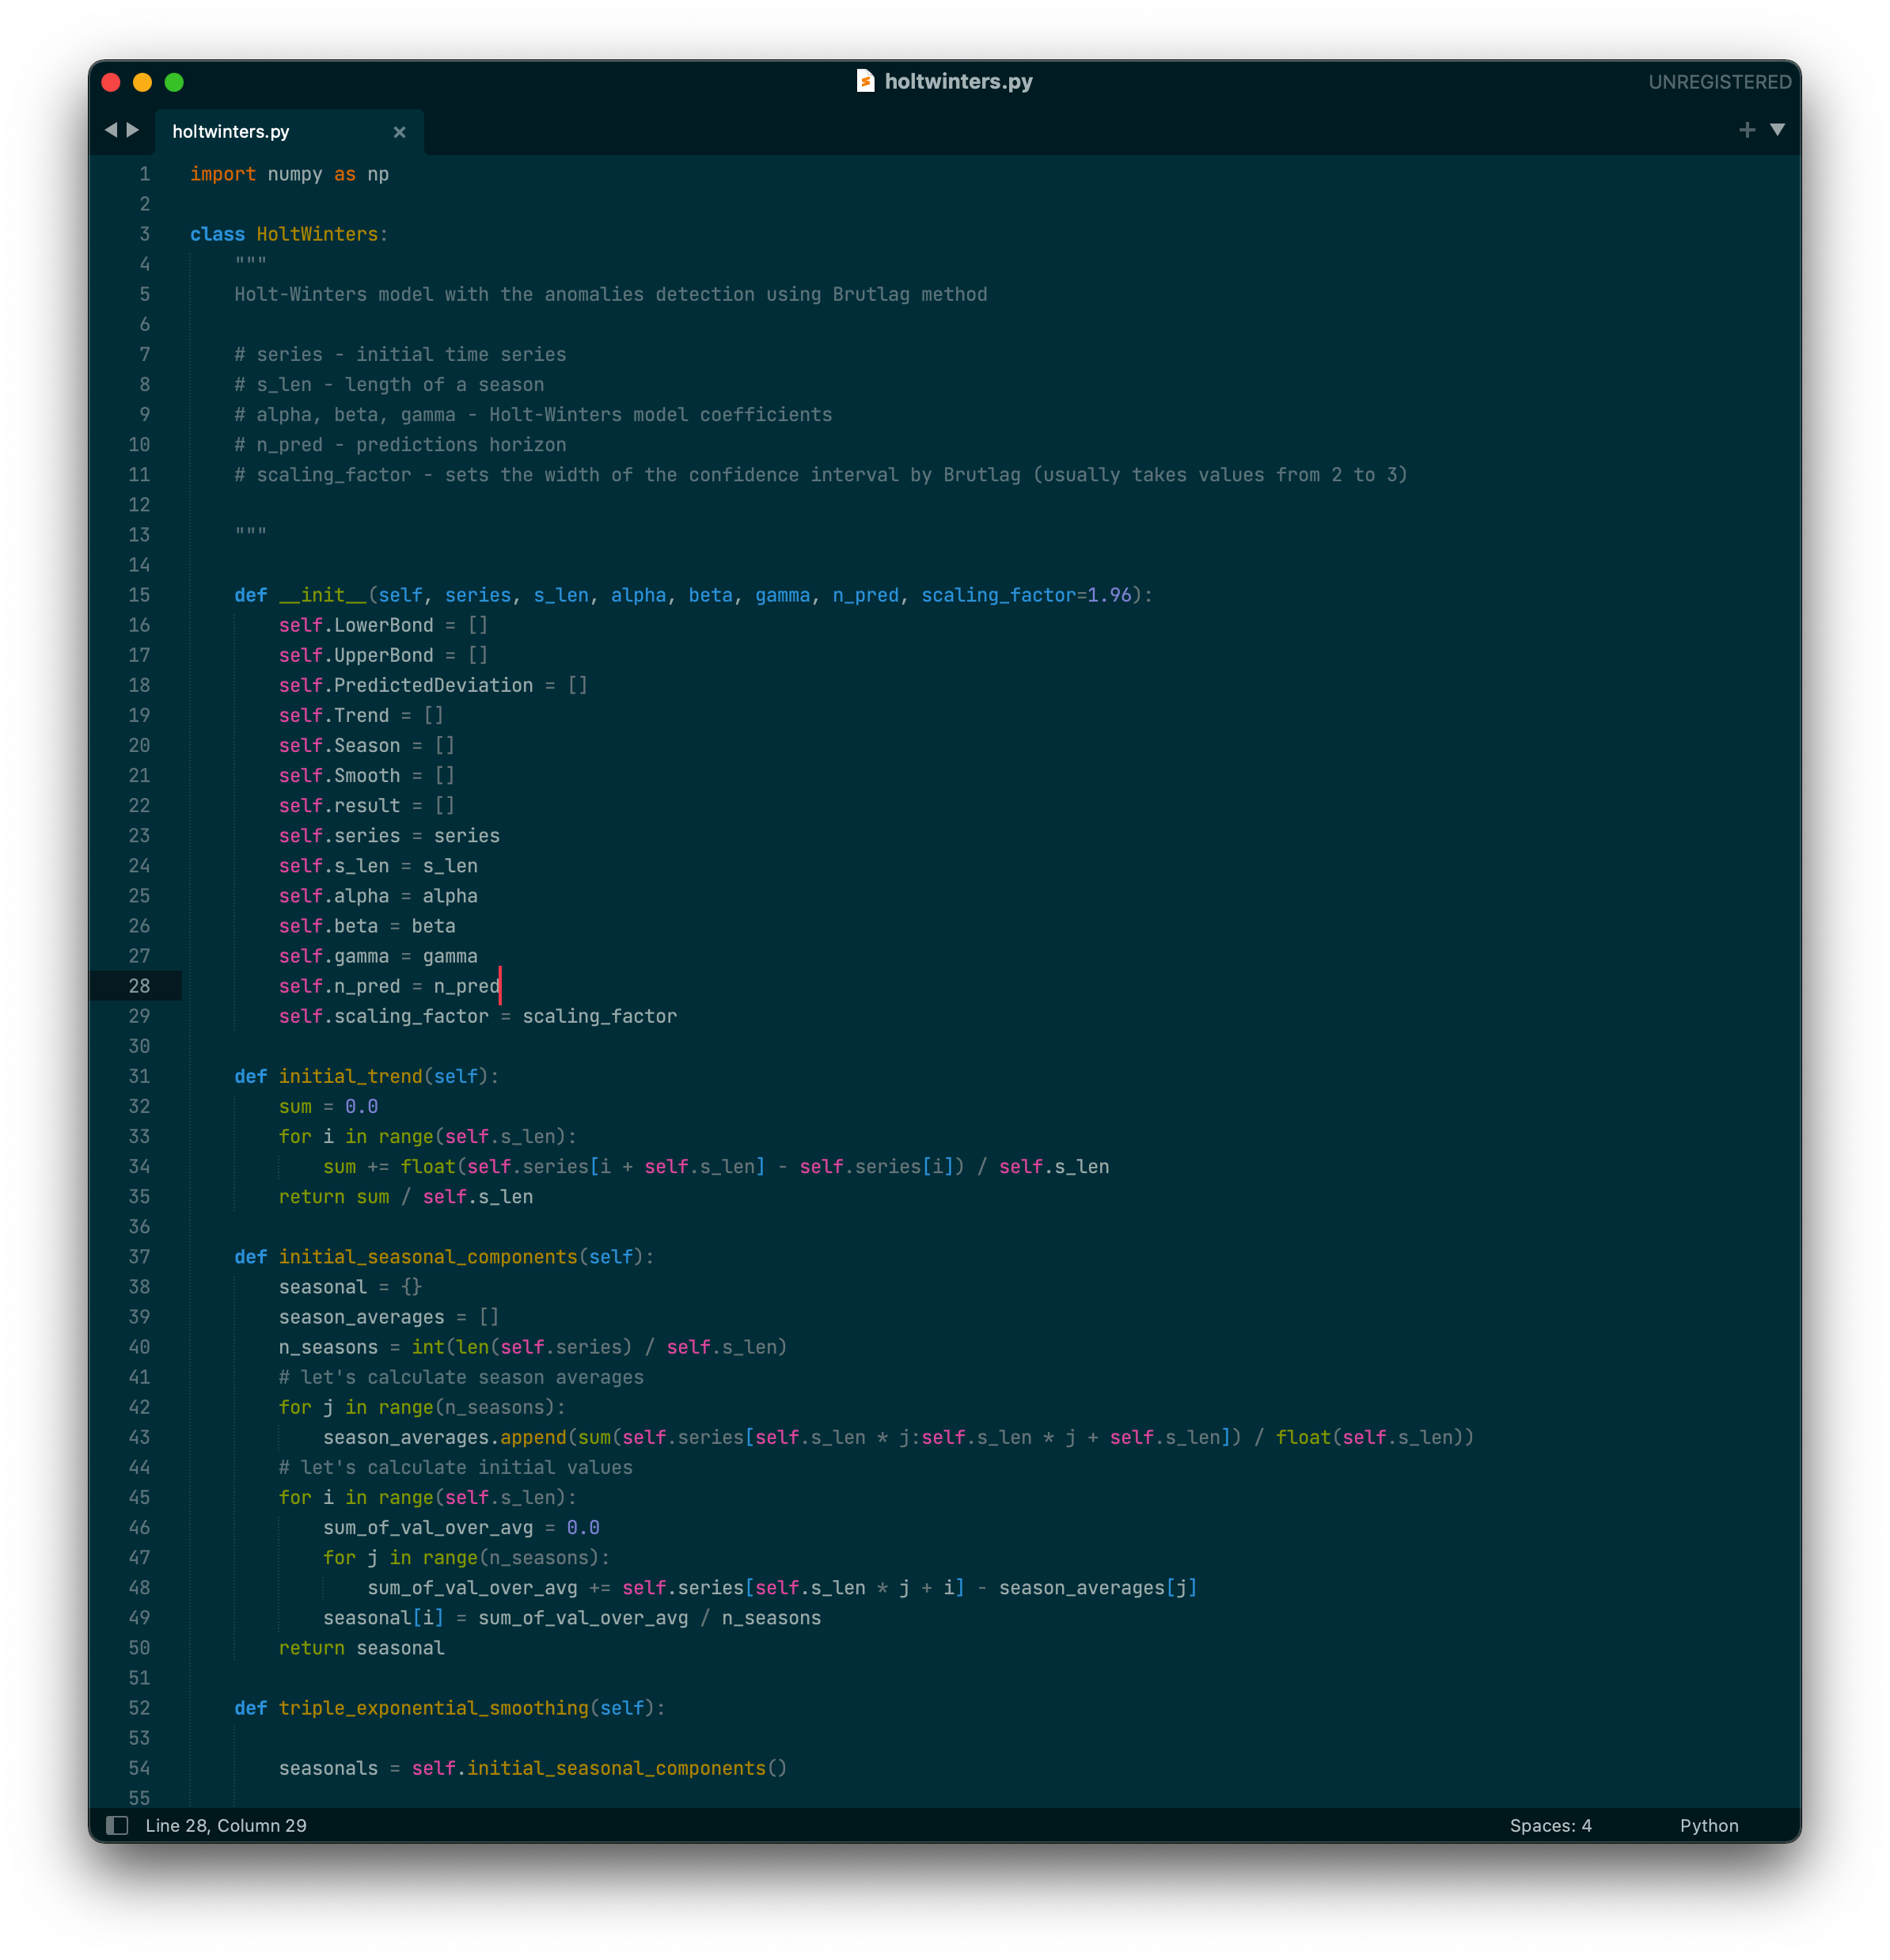 holtwinters.py
UNREGISTERED
holtwinters.py
1 import numpy as np
2
3 class HoltWinters:
4     """
5     Holt-Winters model with the anomalies detection using Brutlag method
6
7     # series - initial time series
8     # s_len - length of a season
9     # alpha, beta, gamma - Holt-Winters model coefficients
10     # n_pred - predictions horizon
11     # scaling_factor - sets the width of the confidence interval by Brutlag (usually takes values from 2 to 3)
12
13     """
14
15     def __init__(self, series, s_len, alpha, beta, gamma, n_pred, scaling_factor=1.96):
16         self.LowerBond = []
17         self.UpperBond = []
18         self.PredictedDeviation = []
19         self.Trend = []
20         self.Season = []
21         self.Smooth = []
22         self.result = []
23         self.series = series
24         self.s_len = s_len
25         self.alpha = alpha
26         self.beta = beta
27         self.gamma = gamma
28         self.n_pred = n_pred
29         self.scaling_factor = scaling_factor
30
31     def initial_trend(self):
32         sum = 0.0
33         for i in range(self.s_len):
34             sum += float(self.series[i + self.s_len] - self.series[i]) / self.s_len
35         return sum / self.s_len
36
37     def initial_seasonal_components(self):
38         seasonal = {}
39         season_averages = []
40         n_seasons = int(len(self.series) / self.s_len)
41         # let's calculate season averages
42         for j in range(n_seasons):
43             season_averages.append(sum(self.series[self.s_len * j:self.s_len * j + self.s_len]) / float(self.s_len))
44         # let's calculate initial values
45         for i in range(self.s_len):
46             sum_of_val_over_avg = 0.0
47             for j in range(n_seasons):
48                 sum_of_val_over_avg += self.series[self.s_len * j + i] - season_averages[j]
49             seasonal[i] = sum_of_val_over_avg / n_seasons
50         return seasonal
51
52     def triple_exponential_smoothing(self):
53
54         seasonals = self.initial_seasonal_components()
55
Line 28, Column 29
Spaces: 4
Python